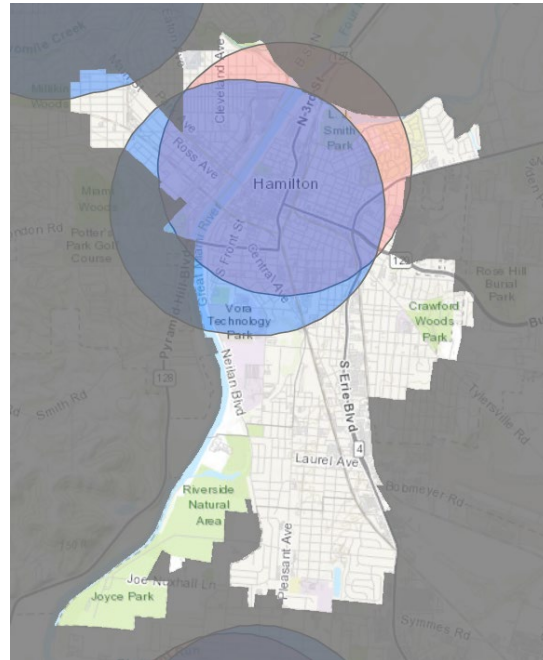 Cleveland Ave
N-3rd-St
L. J.
Smith
Park
Ross Ave
Hamilton
Miami
Woods
Potter's
Park Golf
Course
Great Miami River
S Front St
Central Ave
128
Rose Hill
Burial
Park
Pyramid-Hill-Blvd
Vora
Technology
Park
Crawford
Woods
Park
Neilan Blvd
128
S-Erie-Blvd
Tylersville Rd
Smith Rd
4
Laurel Ave
Bobmeyer Rd
Riverside
Natural
Area
Pleasant Ave
Joe Nuxhall Ln
Joyce Park
Symmes Rd